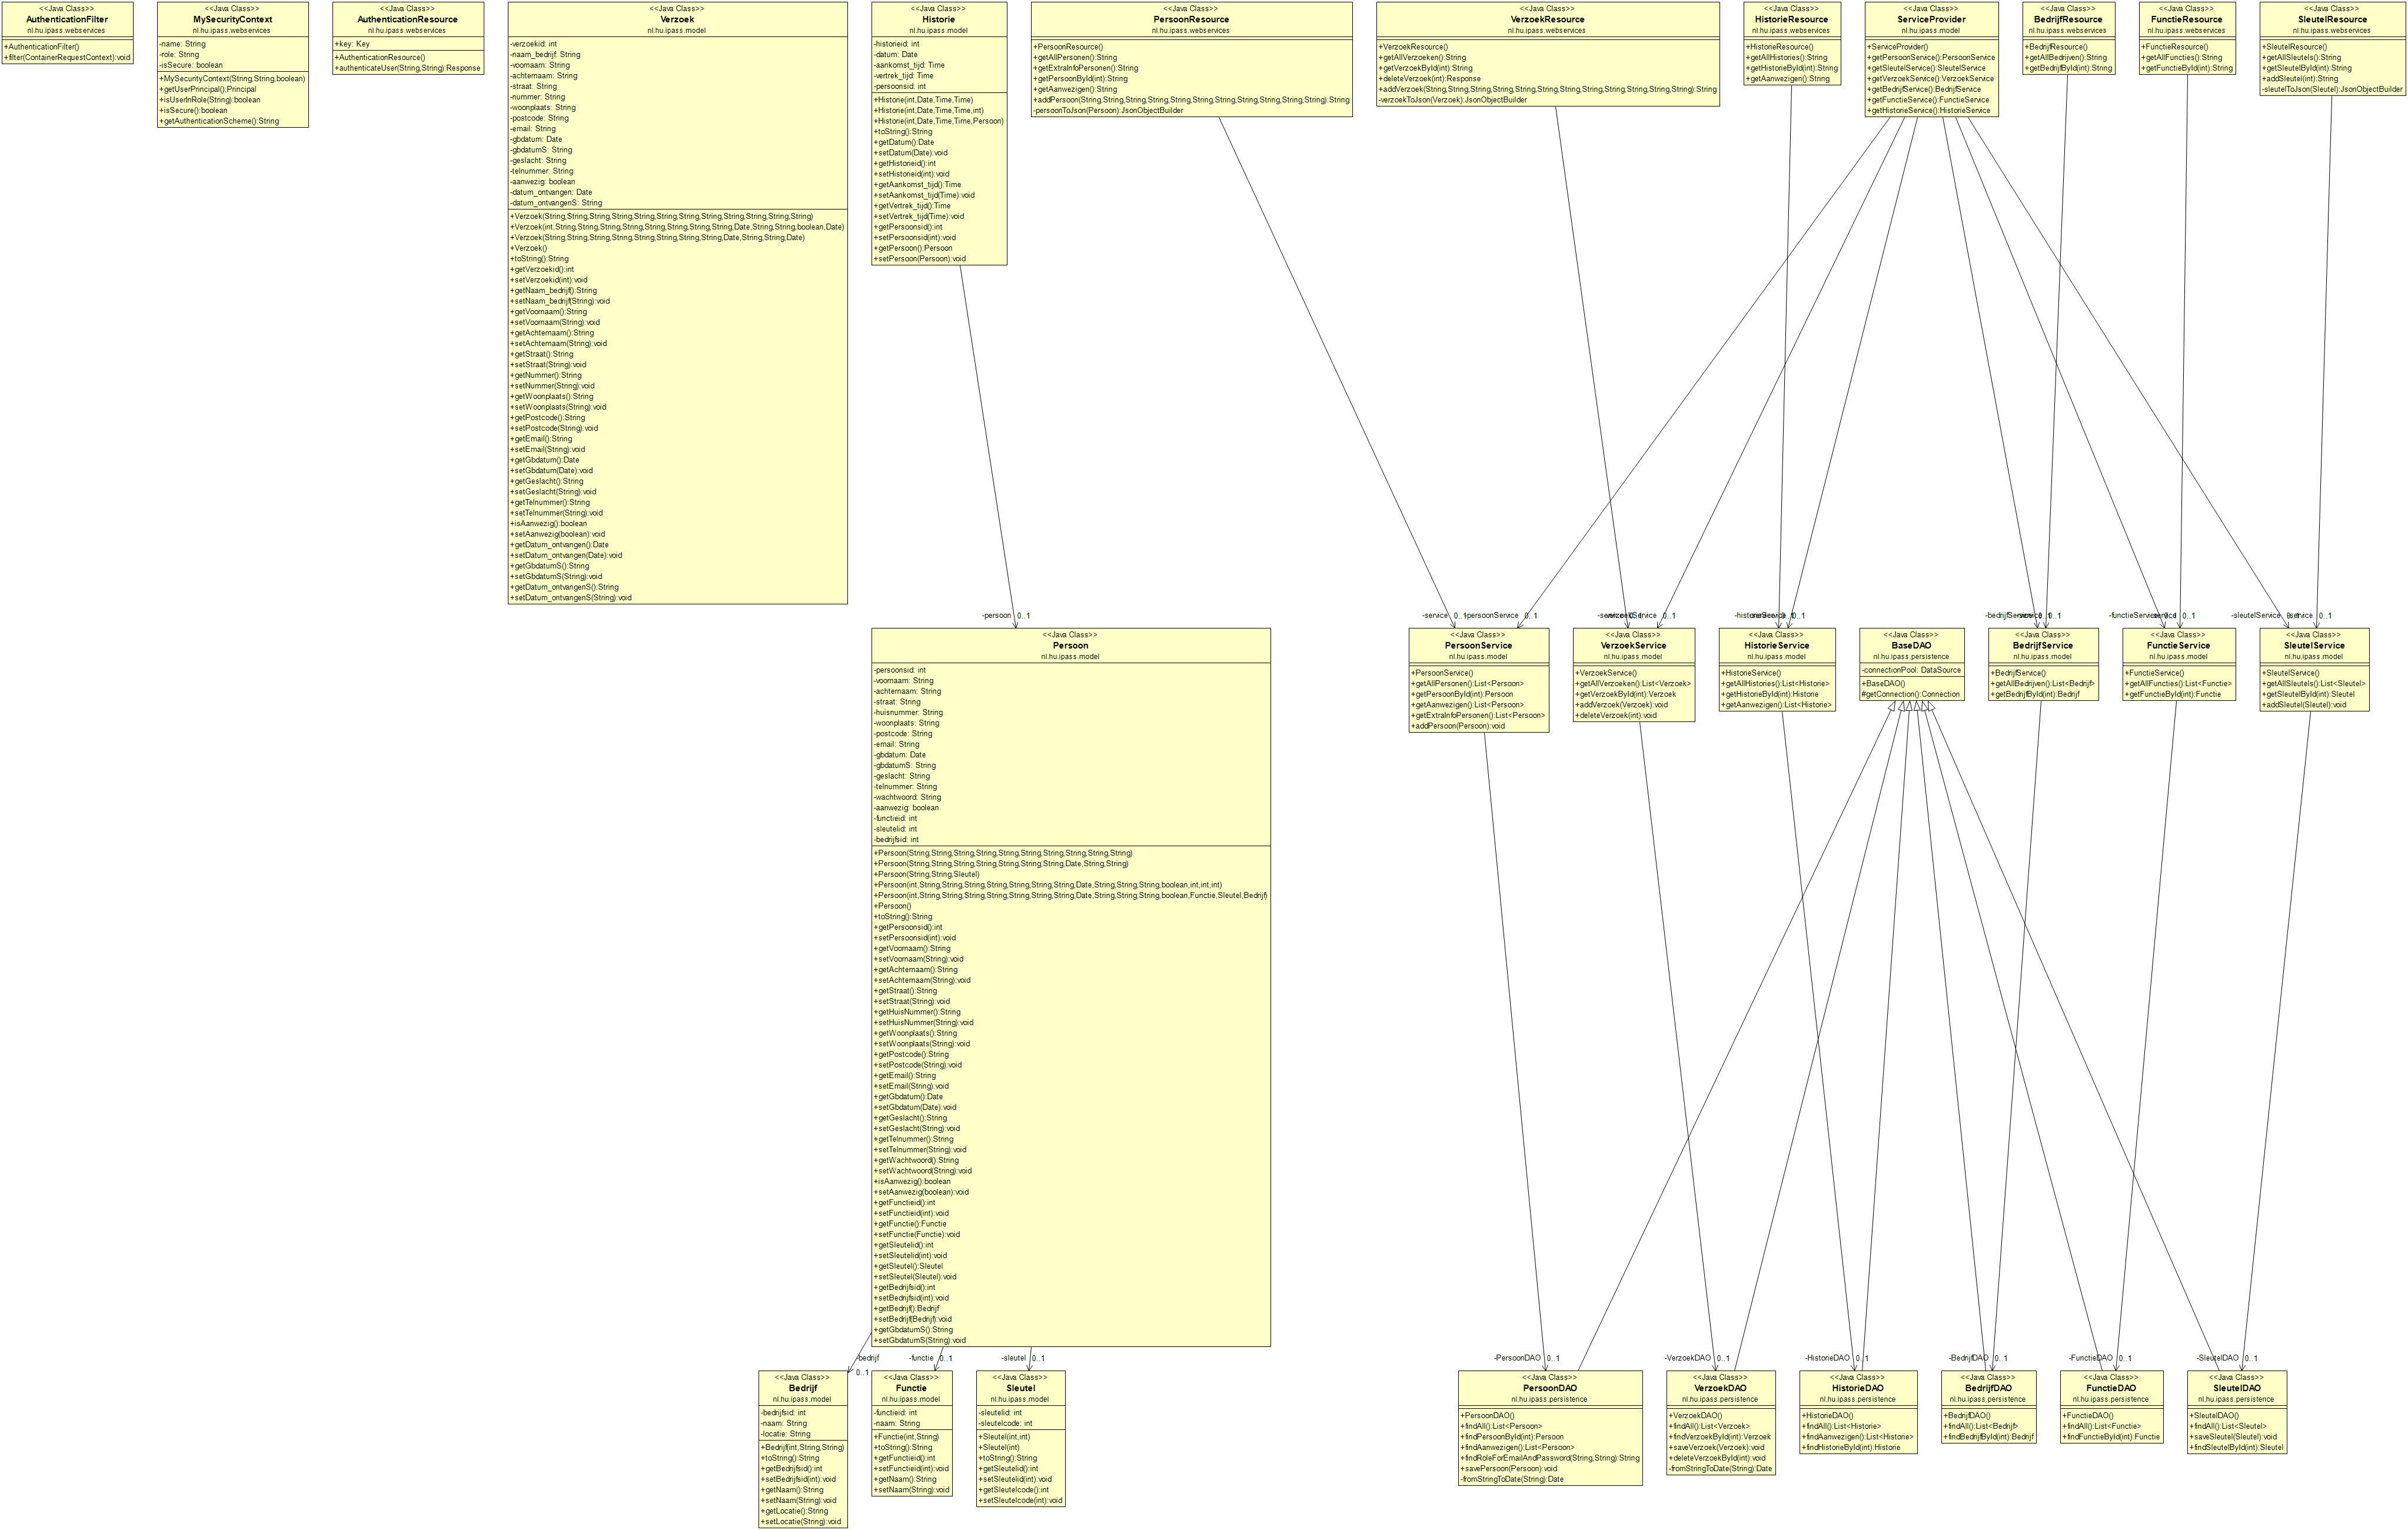 <<Java Class>>
AuthenticationFilter
nl.hu.ipass.webservices
+AuthenticationFilter()
+filter(ContainerRequestContext):void
<<Java Class>>
MySecurityContext
nl.hu.ipass.webservices
-name: String
-role: String
-isSecure: boolean
+MySecurityContext(String,String,boolean)
+getUserPrincipal():Principal
+isUserInRole(String):boolean
+isSecure():boolean
+getAuthenticationScheme():String
<<Java Class>>
AuthenticationResource
nl.hu.ipass.webservices
+key: Key
+AuthenticationResource()
+authenticateUser(String,String):Response
<<Java Class>>
Verzoek
nl.hu.ipass.model
-verzoekid: int
-naam_bedrijf: String
-voornaam: String
-achternaam: String
-straat: String
-nummer: String
-woonplaats: String
-postcode: String
-email: String
-gbdatum: Date
-gbdatumS: String
-geslacht: String
-telnummer: String
-aanwezig: boolean
-datum_ontvangen: Date
-datum_ontvangenS: String
+Verzoek(String,String,String,String,String,String,String,String,String,String,String,String)
+Verzoek(int,String,String,String,String,String,String,String,String,Date,String,String,boolean,Date)
+Verzoek(String,String,String,String,String,String,String,String,Date,String,String,Date)
+Verzoek()
+toString():String
+getVerzoekid():int
+setVerzoekid(int):void
+getNaam_bedrijf():String
+setNaam_bedrijf(String):void
+getVoornaam():String
+setVoornaam(String):void
+getAchternaam():String
+setAchternaam(String):void
+getStraat():String
+setStraat(String):void
+getNummer():String
+setNummer(String):void
+getWoonplaats():String
+setWoonplaats(String):void
+getPostcode():String
+setPostcode(String):void
+getEmail():String
+setEmail(String):void
+getGbdatum():Date
+setGbdatum(Date):void
+getGeslacht():String
+setGeslacht(String):void
+getTelnummer():String
+setTelnummer(String):void
+isAanwezig():boolean
+setAanwezig(boolean):void
+getDatum_ontvangen():Date
+setDatum_ontvangen(Date):void
+getGbdatumS():String
+setGbdatumS(String):void
+getDatum_ontvangenS():String
+setDatum_ontvangenS(String):void
<<Java Class>>
Historie
nl.hu.ipass.model
-historieid: int
-datum: Date
-aankomst_tijd: Time
-vertrek_tijd: Time
-persoonsid: int
+Historie(int,Date,Time,Time)
+Historie(int,Date,Time,Time,int)
+Historie(int,Date,Time,Time,Persoon)
+toString():String
+getDatum():Date
+setDatum(Date):void
+getHistorieid():int
+setHistorieid(int):void
+getAankomst_tijd():Time
+setAankomst_tijd(Time):void
+getVertrek_tijd():Time
+setVertrek_tijd(Time):void
+getPersoonsid():int
+setPersoonsid(int):void
+getPersoon():Persoon
+setPersoon(Persoon):void
<<Java Class>>
PersoonResource
nl.hu.ipass.webservices
+PersoonResource()
+getAllPersonen():String
+getExtraInfoPersonen():String
+getPersoonById(int):String
+getAanwezigen():String
+addPersoon(String,String,String,String,String,String,String,String,String,String,String):String
-persoonToJson(Persoon):JsonObjectBuilder
<<Java Class>>
VerzoekResource
nl.hu.ipass.webservices
+VerzoekResource()
+getAllVerzoeken():String
+getVerzoekById(int):String
+deleteVerzoek(int):Response
+addVerzoek(String,String,String,String,String,String,String,String,String,String,String,String):String
-verzoekToJson(Verzoek):JsonObjectBuilder
<<Java Class>>
HistorieResource
nl.hu.ipass.webservices
+HistorieResource()
+getAllHistories():String
+getHistorieById(int):String
+getAanwezigen():String
<<Java Class>>
ServiceProvider
nl.hu.ipass.model
+ServiceProvider()
+getPersoonService():PersoonService
+getSleutelService():SleutelService
+getVerzoekService():VerzoekService
+getBedrijfService():BedrijfService
+getFunctieService():FunctieService
+getHistorieService():HistorieService
<<Java Class>>
BedrijfResource
nl.hu.ipass.webservices
+BedrijfResource()
+getAllBedrijven():String
+getBedrijfById(int):String
<<Java Class>>
FunctieResource
nl.hu.ipass.webservices
+FunctieResource()
+getAllFuncties():String
+getFunctieById(int):String
<<Java Class>>
SleutelResource
nl.hu.ipass.webservices
+SleutelResource()
+getAllSleutels():String
+getSleutelById(int):String
+addSleutel(int):String
-sleutelToJson(Sleutel):JsonObjectBuilder
-persoon 0..1
-service 0..1
-persoonService 0..1
0..1
-historieService
0..1
-bedrijfService
0..1
-functieService
0..1
-sleutelService
0..1
<<Java Class>>
Persoon
nl.hu.ipass.model
-persoonsid: int
-voornaam: String
-achternaam: String
-straat: String
-huisnummer: String
-woonplaats: String
-postcode: String
-email: String
-gbdatum: Date
-gbdatumS: String
-geslacht: String
-telnummer: String
-wachtwoord: String
-aanwezig: boolean
-functieid: int
-sleutelid: int
-bedrijfsid: int
+Persoon(String,String,String,String,String,String,String,String,String,String)
+Persoon(String,String,String,String,String,String,String,Date,String,String)
+Persoon(String,String,Sleutel)
+Persoon(int,String,String,String,String,String,String,String,Date,String,String,String,boolean,int,int,int)
+Persoon(int,String,String,String,String,String,String,String,Date,String,String,String,boolean,Functie,Sleutel,Bedrijf)
+Persoon()
+toString():String
+getPersoonsid():int
+setPersoonsid(int):void
+getVoornaam():String
+setVoornaam(String):void
+getAchternaam():String
+setAchternaam(String):void
+getStraat():String
+setStraat(String):void
+getHuisNummer():String
+setHuisNummer(String):void
+getWoonplaats():String
+setWoonplaats(String):void
+getPostcode():String
+setPostcode(String):void
+getEmail():String
+setEmail(String):void
+getGbdatum():Date
+setGbdatum(Date):void
+getGeslacht():String
+setGeslacht(String):void
+getTelnummer():String
+setTelnummer(String):void
+getWachtwoord():String
+setWachtwoord(String):void
+isAanwezig():boolean
+setAanwezig(boolean):void
+getFunctieid():int
+setFunctieid(int):void
+getFunctie():Functie
+setFunctie(Functie):void
+getSleutelid():int
+setSleutelid(int):void
+getSleutel():Sleutel
+setSleutel(Sleutel):void
+getBedrijfsid():int
+setBedrijfsid(int):void
+getBedrijf():Bedrijf
+setBedrijf(Bedrijf):void
+getGbdatumS():String
+setGbdatumS(String):void
<<Java Class>>
PersoonService
nl.hu.ipass.model
+PersoonService()
+getAllPersonen():List<Persoon>
+getPersoonById(int):Persoon
+getAanwezigen():List<Persoon>
+getExtraInfoPersonen():List<Persoon>
+addPersoon(Persoon):void
<<Java Class>>
VerzoekService
nl.hu.ipass.model
+VerzoekService()
+getAllVerzoeken():List<Verzoek>
+getVerzoekById(int):Verzoek
+addVerzoek(Verzoek):void
+deleteVerzoek(int):void
<<Java Class>>
HistorieService
nl.hu.ipass.model
+HistorieService()
+getAllHistories():List<Historie>
+getHistorieById(int):Historie
+getAanwezigen():List<Historie>
<<Java Class>>
BaseDAO
nl.hu.ipass.persistence
-connectionPool: DataSource
+BaseDAO()
#getConnection():Connection
<<Java Class>>
BedrijfService
nl.hu.ipass.model
+BedrijfService()
+getAllBedrijven():List<Bedrijf>
+getBedrijfById(int):Bedrijf
<<Java Class>>
FunctieService
nl.hu.ipass.model
+FunctieService()
+getAllFuncties():List<Functie>
+getFunctieById(int):Functie
<<Java Class>>
SleutelService
nl.hu.ipass.model
+SleutelService()
+getAllSleutels():List<Sleutel>
+getSleutelById(int):Sleutel
+addSleutel(Sleutel):void
-bedrijf
0..1
-functie 0..1
-sleutel 0..1
-PersoonDAO 0..1
-VerzoekDAO 0..1
-HistorieDAO 0..1
-BedrijfDAO 0..1
-FunctieDAO 0..1
-SleutelDAO 0..1
<<Java Class>>
Bedrijf
nl.hu.ipass.model
-bedrijfsid: int
-naam: String
-locatie: String
+Bedrijf(int,String,String)
+toString():String
+getBedrijfsid():int
+setBedrijfsid(int):void
+getNaam():String
+setNaam(String):void
+getLocatie():String
+setLocatie(String):void
<<Java Class>>
Functie
nl.hu.ipass.model
-functieid: int
-naam: String
+Functie(int,String)
+toString():String
+getFunctieid():int
+setFunctieid(int):void
+getNaam():String
+setNaam(String):void
<<Java Class>>
Sleutel
nl.hu.ipass.model
-sleutelid: int
-sleutelcode: int
+Sleutel(int,int)
+Sleutel(int)
+toString():String
+getSleutelid():int
+setSleutelid(int):void
+getSleutelcode():int
+setSleutelcode(int):void
<<Java Class>>
PersoonDAO
nl.hu.ipass.persistence
+PersoonDAO()
+findAll():List<Persoon>
+findPersoonById(int):Persoon
+findAanwezigen():List<Persoon>
+findRoleForEmailAndPassword(String,String):String
+savePersoon(Persoon):void
-fromStringToDate(String):Date
<<Java Class>>
VerzoekDAO
nl.hu.ipass.persistence
+VerzoekDAO()
+findAll():List<Verzoek>
+findVerzoekById(int):Verzoek
+saveVerzoek(Verzoek):void
+deleteVerzoekById(int):void
-fromStringToDate(String):Date
<<Java Class>>
HistorieDAO
nl.hu.ipass.persistence
+HistorieDAO()
+findAll():List<Historie>
+findAanwezigen():List<Historie>
+findHistorieById(int):Historie
<<Java Class>>
BedrijfDAO
nl.hu.ipass.persistence
+BedrijfDAO()
+findAll():List<Bedrijf>
+findBedrijfById(int):Bedrijf
<<Java Class>>
FunctieDAO
nl.hu.ipass.persistence
+FunctieDAO()
+findAll():List<Functie>
+findFunctieById(int):Functie
<<Java Class>>
SleutelDAO
nl.hu.ipass.persistence
+SleutelDAO()
+findAll():List<Sleutel>
+saveSleutel(Sleutel):void
+findSleutelById(int):Sleutel